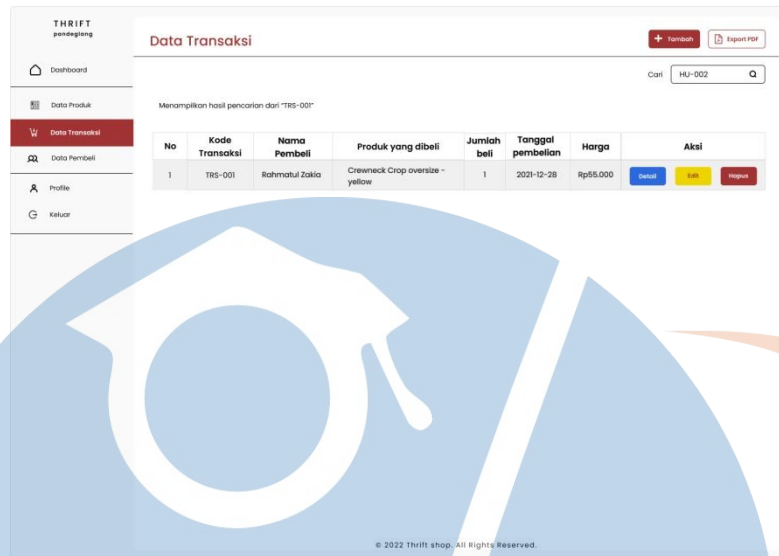 THRIFT
pandeglang
Dashboard
Data Produk
Data Transaksi
Data Pembeli
Profile
Keluar
Data Transaksi
Tambah
Export PDF
Cari
HU-002
Menampilkan hasil pencarian dari "TRS-001"
No Kode Transaksi Nama Pembeli Produk yang dibeli Jumlah beli Tanggal pembelian Harga Aksi
1 TRS-001 Rahmatul Zakia Crewneck Crop oversize - yellow 1 2021-12-28 Rp55.000 Detail Edit Hapus
© 2022 Thrift shop. All Rights Reserved.